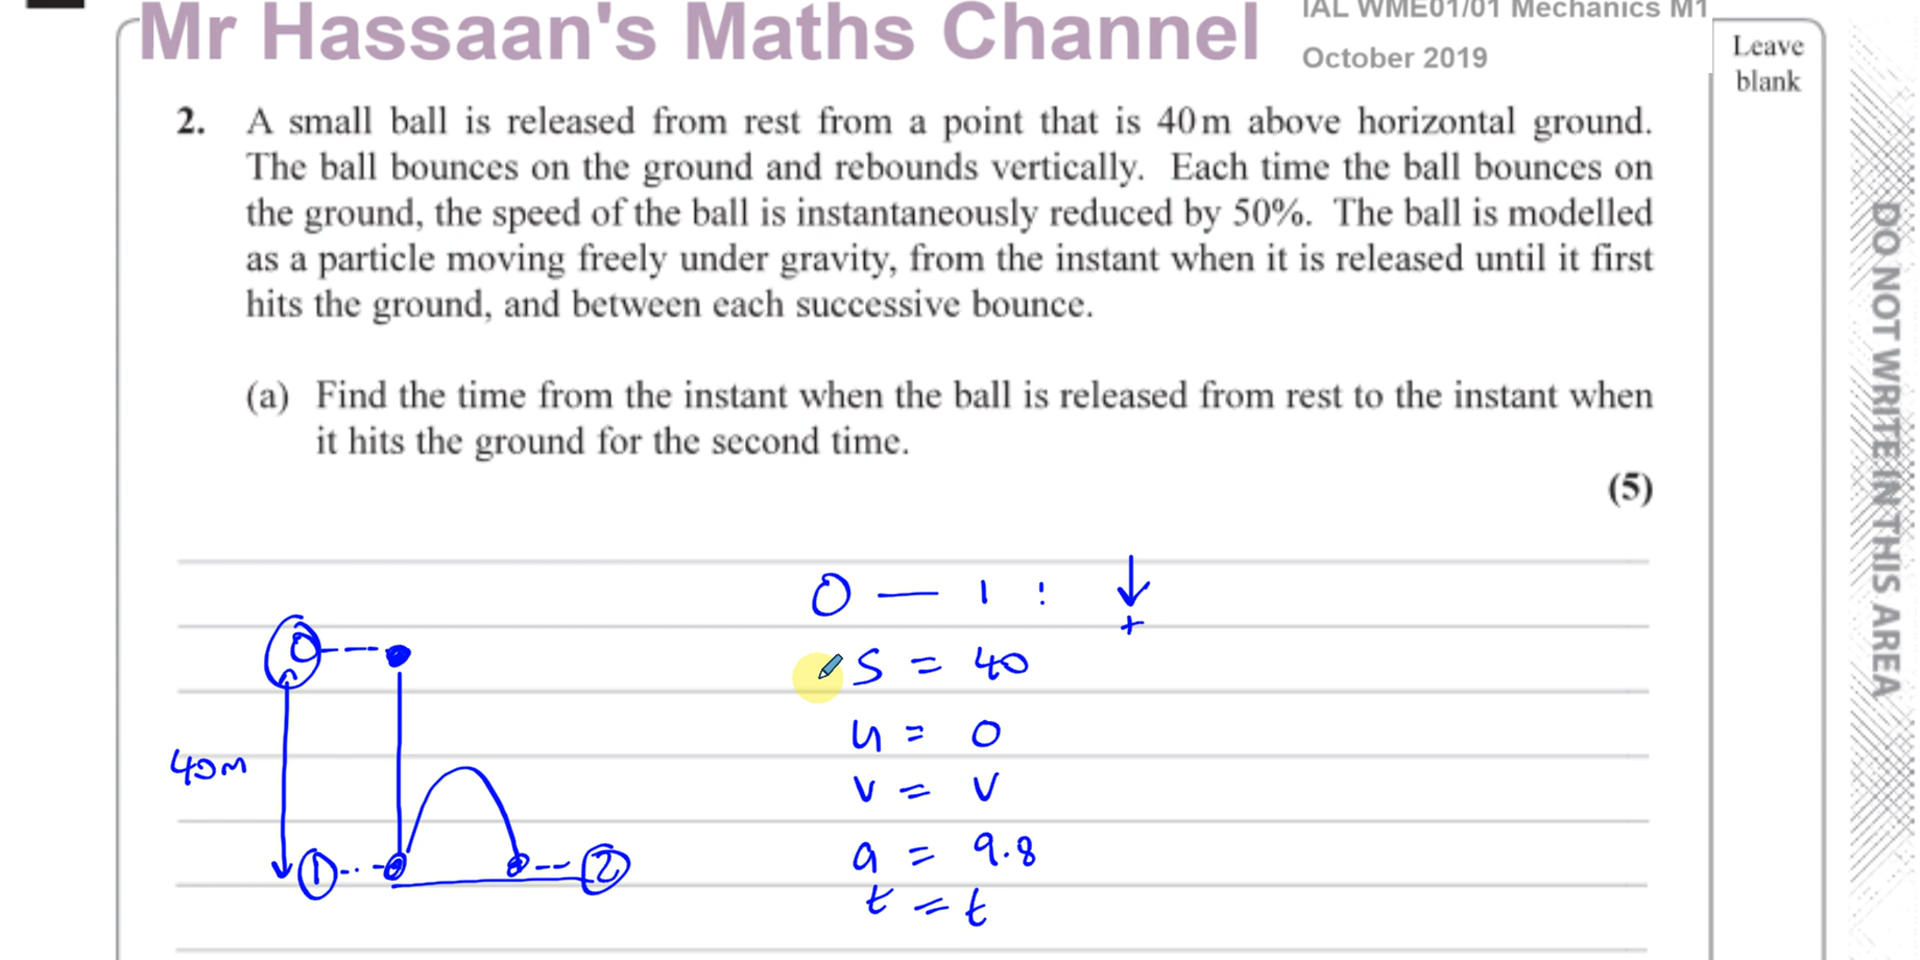 Mr Hassaan's Maths Channel
IAL WME01/01 Mechanics M1
October 2019
Leave
blank
2. A small ball is released from rest from a point that is 40 m above horizontal ground.
The ball bounces on the ground and rebounds vertically. Each time the ball bounces on
the ground, the speed of the ball is instantaneously reduced by 50%. The ball is modelled
as a particle moving freely under gravity, from the instant when it is released until it first
hits the ground, and between each successive bounce.
(a) Find the time from the instant when the ball is released from rest to the instant when
it hits the ground for the second time.
(5)
0 — 1 : ↓
+
s = 40
u = 0
v = v
a = 9.8
t = t
0
40m
1
2
DO NOT WRITE IN THIS AREA